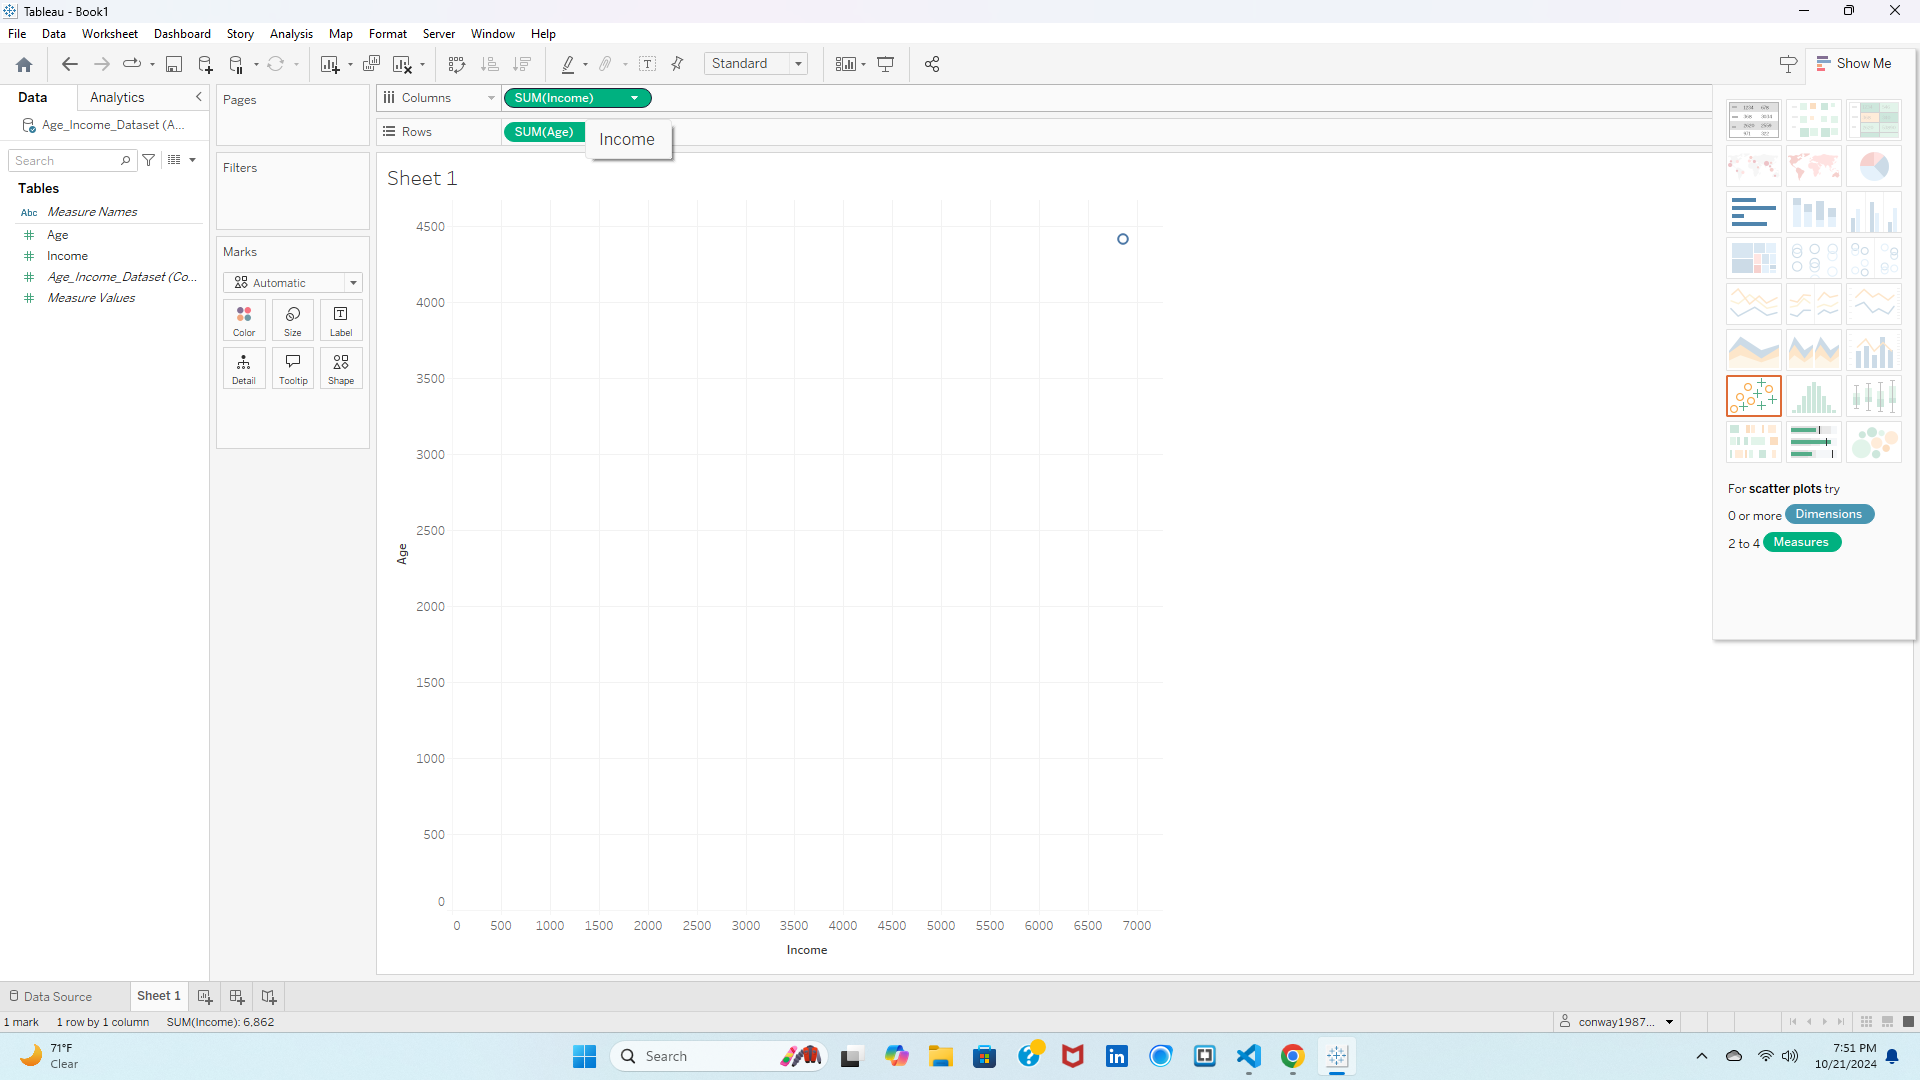 Tableau - Book1
File Data Worksheet Dashboard Story Analysis Map Format Server Window Help
Standard
Show Me
Data Analytics
Age_Income_Dataset (A...
Search
Tables
Abc Measure Names
Age
Income
Age_Income_Dataset (Co...
Measure Values
Pages
Filters
Marks
Automatic
Color Size Label
Detail Tooltip Shape
Columns SUM(Income)
Rows SUM(Age)
Income
Sheet 1
4500
4000
3500
3000
2500
2000
1500
1000
500
0
Age
0 500 1000 1500 2000 2500 3000 3500 4000 4500 5000 5500 6000 6500 7000
Income
For scatter plots try
0 or more Dimensions
2 to 4 Measures
Data Source Sheet 1
1 mark 1 row by 1 column SUM(Income): 6,862
conway1987...
71°F
Clear
Search
7:51 PM
10/21/2024